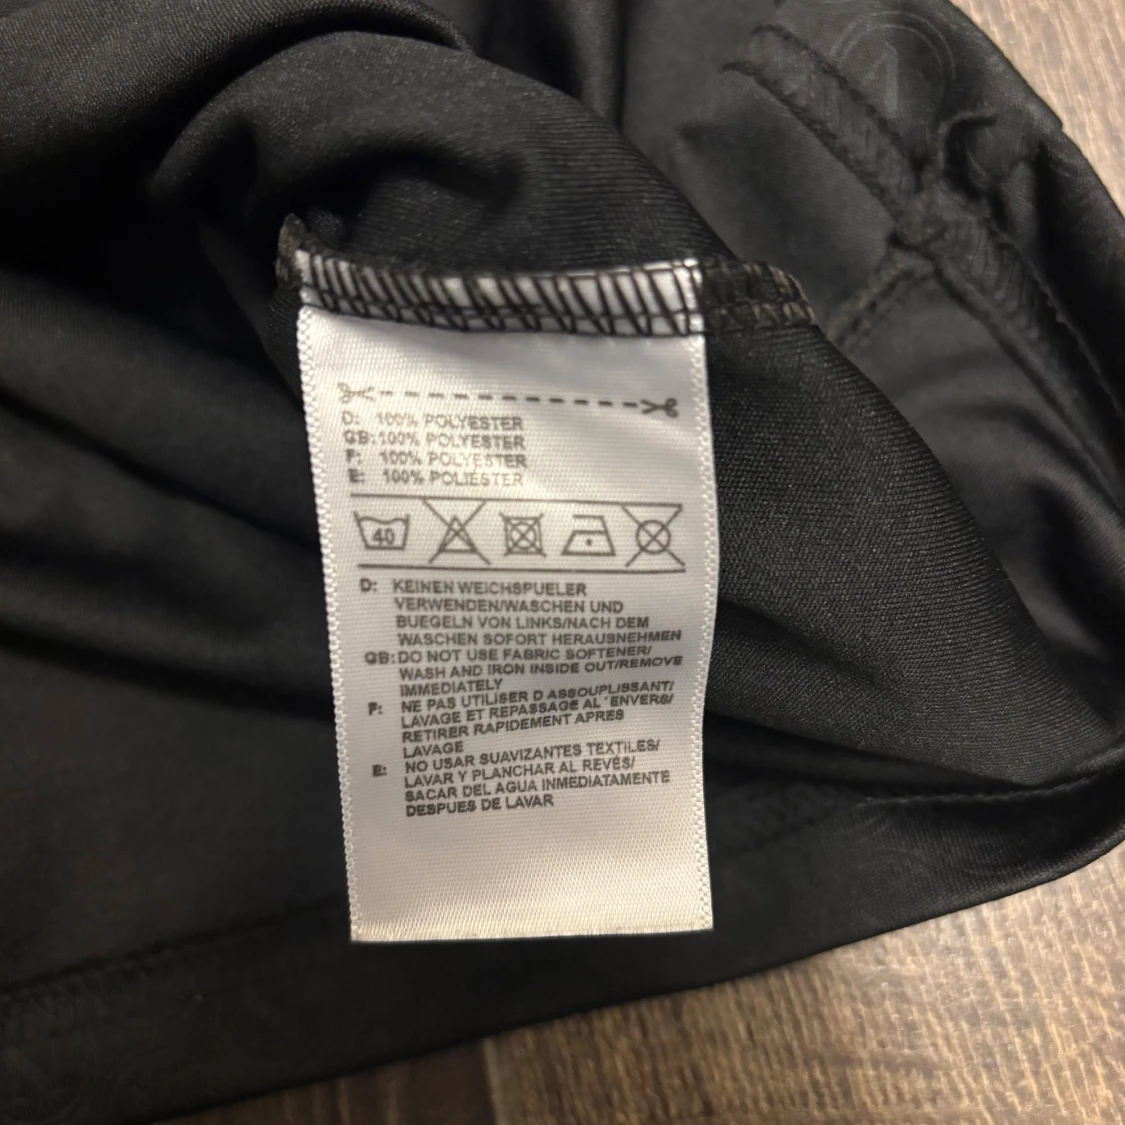 D: 100% POLYESTER
GB: 100% POLYESTER
F: 100% POLYESTER
E: 100% POLIESTER
40
D: KEINEN WEICHSPUELER
VERWENDEN/WASCHEN UND
BUEGELN VON LINKS/NACH DEM
WASCHEN SOFORT HERAUSNEHMEN
GB: DO NOT USE FABRIC SOFTENER/
WASH AND IRON INSIDE OUT/REMOVE
IMMEDIATELY
F: NE PAS UTILISER D ASSOUPLISSANT/
LAVAGE ET REPASSAGE AL´ENVERS/
RETIRER RAPIDEMENT APRES
LAVAGE
E: NO USAR SUAVIZANTES TEXTILES/
LAVAR Y PLANCHAR AL REVÉS/
SACAR DEL AGUA INMEDIATAMENTE
DESPUES DE LAVAR